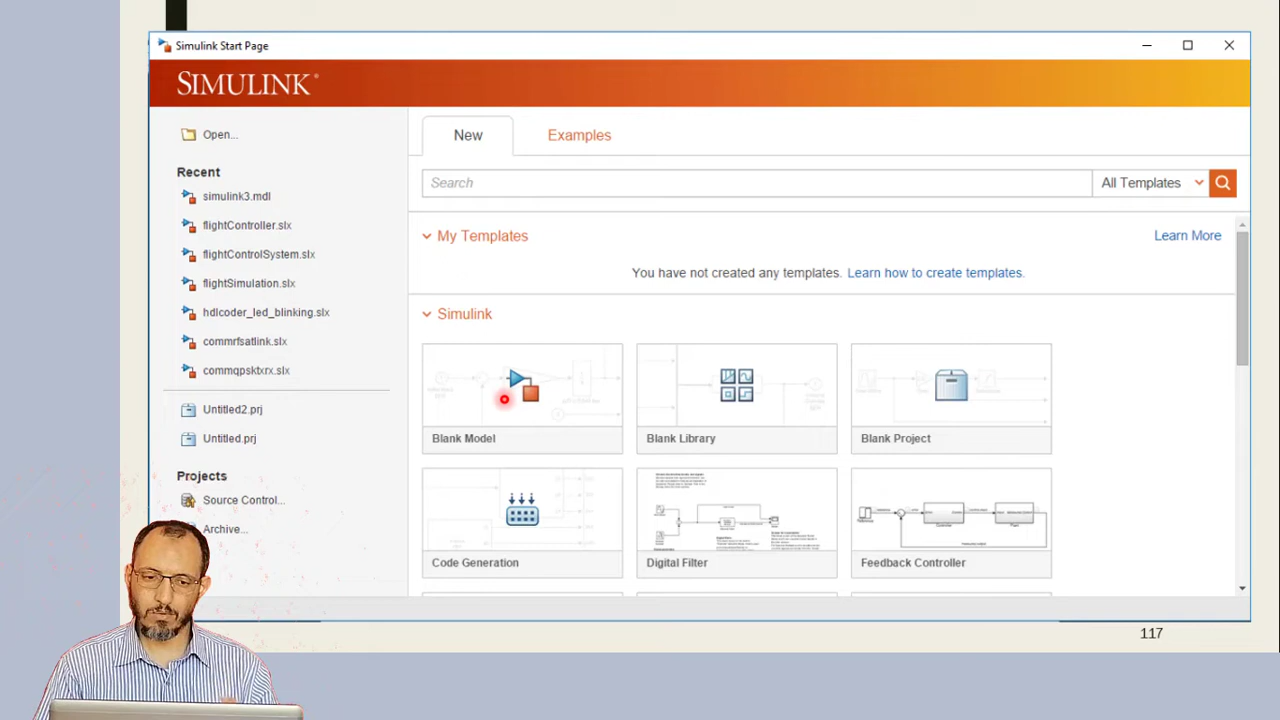 Simulink Start Page
SIMULINK®
Open...
Recent
simulink3.mdl
flightController.slx
flightControlSystem.slx
flightSimulation.slx
hdlcoder_led_blinking.slx
commrfsatlink.slx
commqpsktxrx.slx
Untitled2.prj
Untitled.prj
Projects
Source Control...
Archive...
New
Examples
Search
All Templates
My Templates
Learn More
You have not created any templates. Learn how to create templates.
Simulink
Blank Model
Blank Library
Blank Project
Code Generation
Digital Filter
Feedback Controller
117